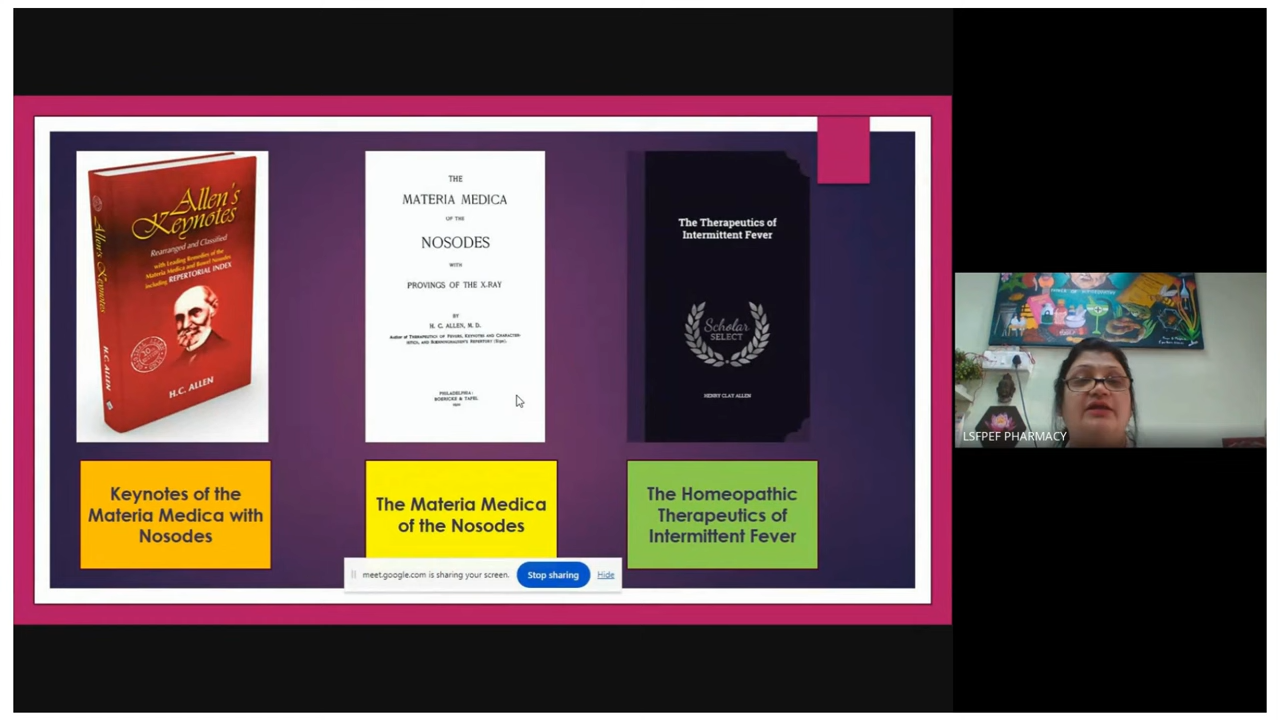 Allen's
Keynotes
Rearranged and Classified
with Leading Remedies of the
Materia Medica and Bowel Nosodes
including REPERTORIAL INDEX
H.C. ALLEN
Allen's Keynotes
H.C. ALLEN
THE
MATERIA MEDICA
OF THE
NOSODES
WITH
PROVINGS OF THE X-RAY
BY
H. C. ALLEN, M. D.
PHILADELPHIA:
BOERICKE & TAFEL
The Therapeutics of
Intermittent Fever
Scholar
SELECT
HENRY CLAY ALLEN
Keynotes of the
Materia Medica with
Nosodes
The Materia Medica
of the Nosodes
The Homeopathic
Therapeutics of
Intermittent Fever
meet.google.com is sharing your screen.
Stop sharing
Hide
LSFPEF PHARMACY